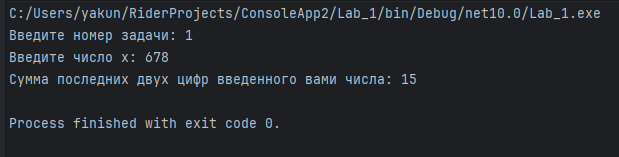 C:/Users/yakun/RiderProjects/ConsoleApp2/Lab_1/bin/Debug/net10.0/Lab_1.exe
Введите номер задачи: 1
Введите число x: 678
Сумма последних двух цифр введенного вами числа: 15
Process finished with exit code 0.